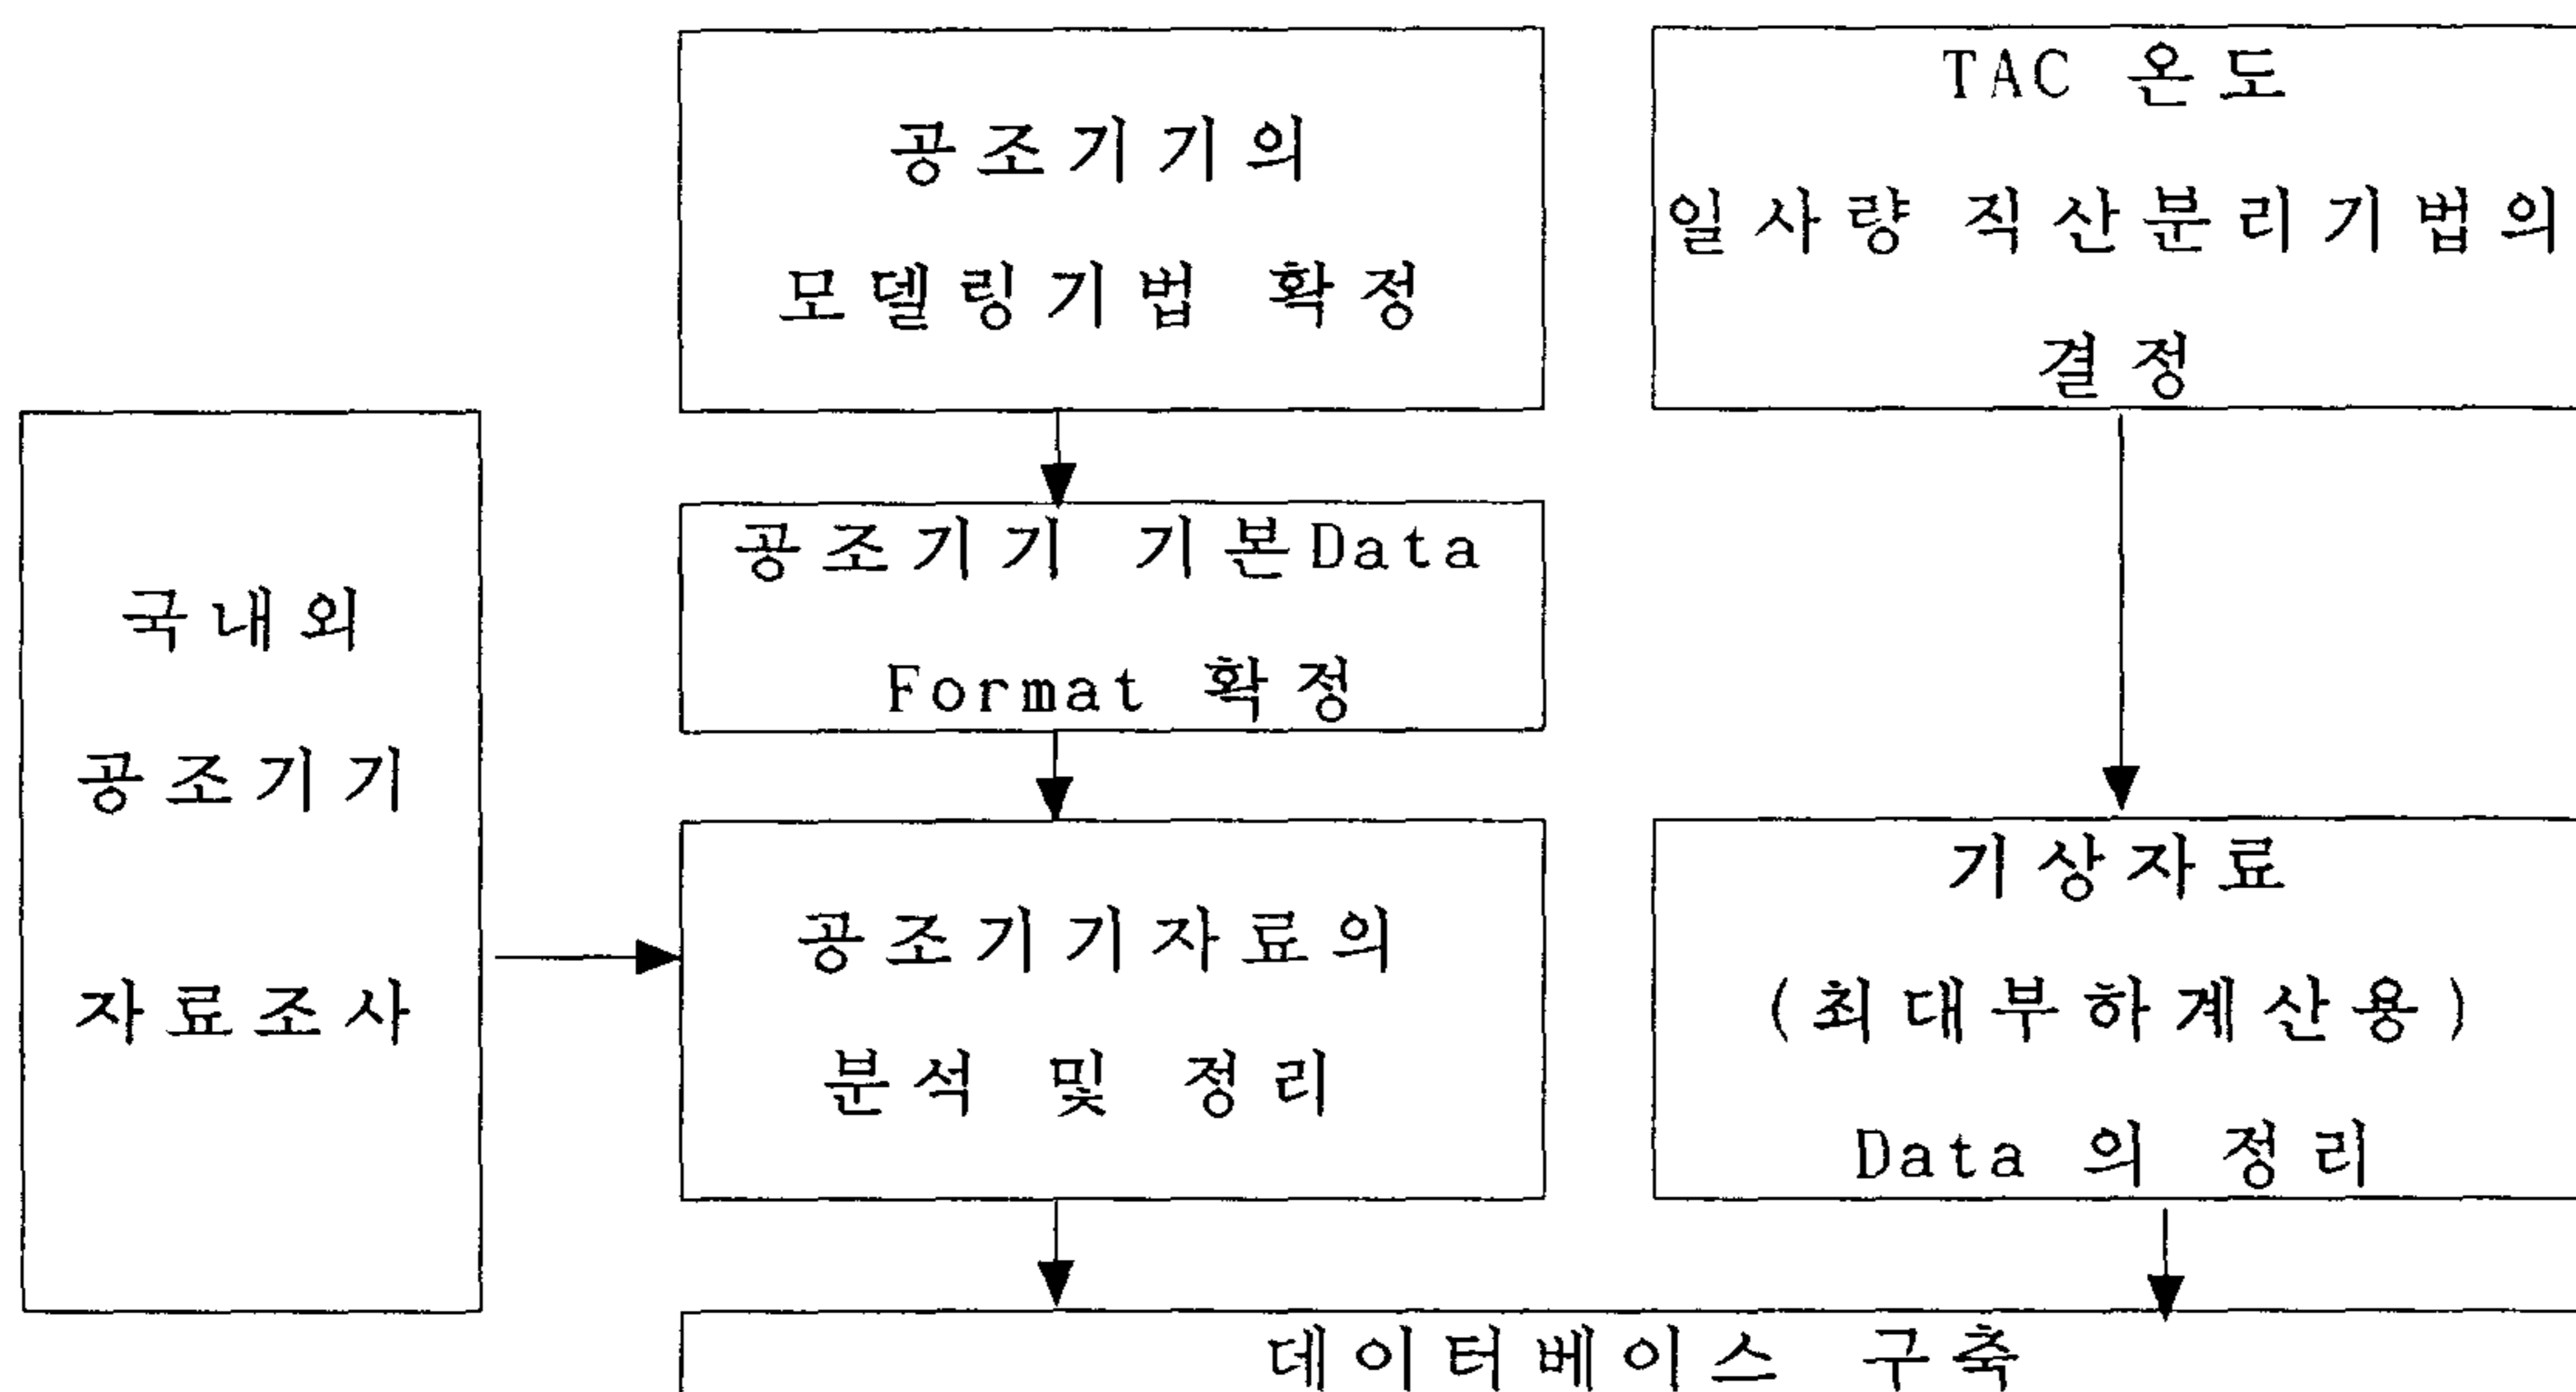 공조기기의
모델링기법 확정
TAC 온도
일사량 직산분리기법의
결정
국내외
공조기기
자료조사
공조기기 기본Data
Format 확정
공조기기자료의
분석 및 정리
기상자료
(최대부하계산용)
Data 의 정리
데이터베이스 구축